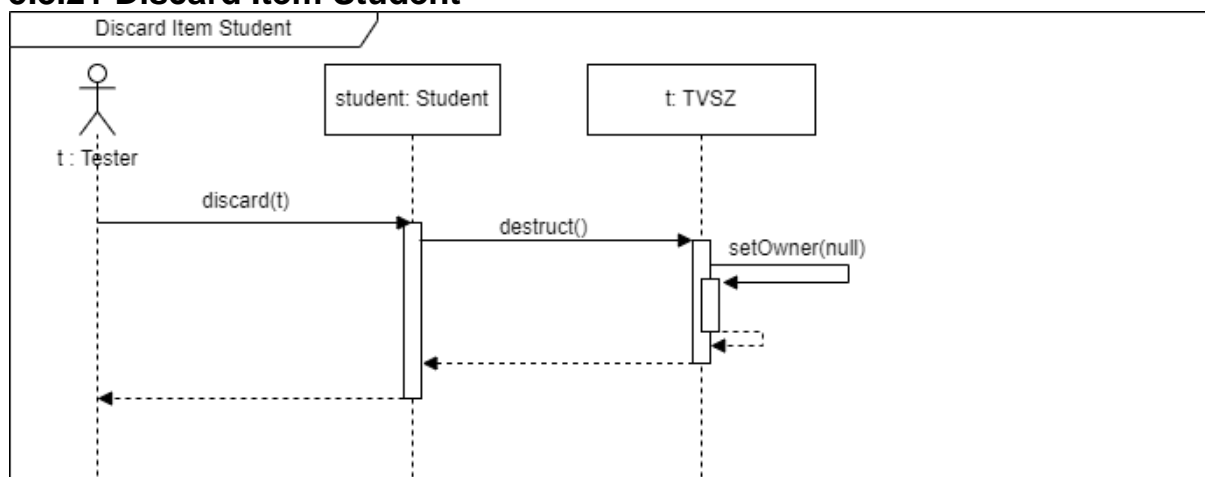 Discard Item Student
student: Student
t: TVSZ
t : Tester
discard(t)
destruct()
setOwner(null)